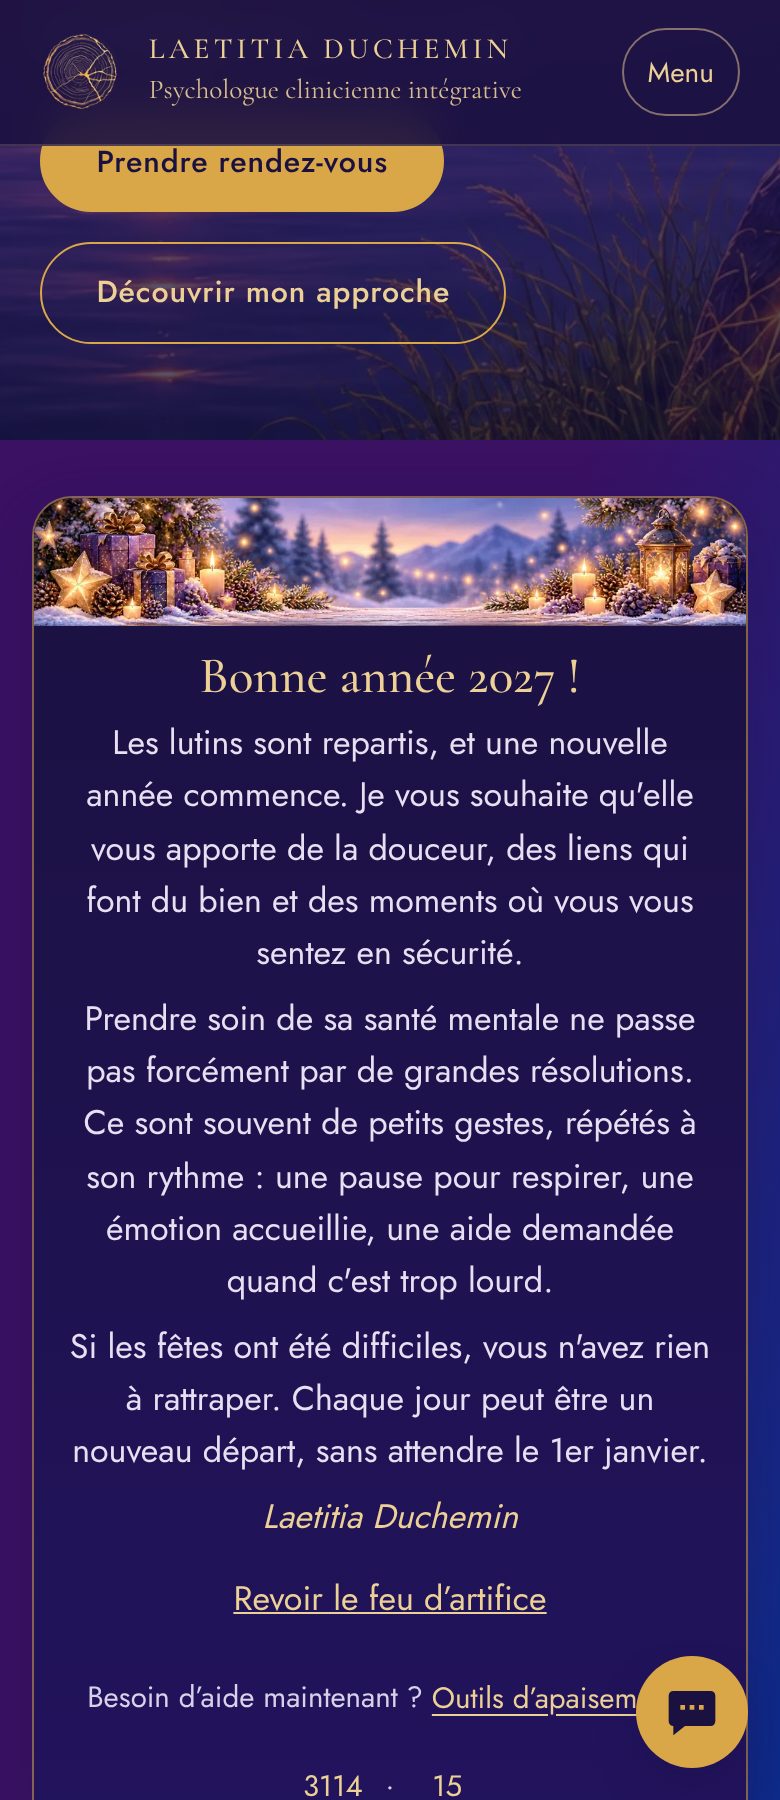 LAETITIA DUCHEMIN
Psychologue clinicienne intégrative
Menu
Prendre rendez-vous
Découvrir mon approche
Bonne année 2027 !
Les lutins sont repartis, et une nouvelle
année commence. Je vous souhaite qu'elle
vous apporte de la douceur, des liens qui
font du bien et des moments où vous vous
sentez en sécurité.
Prendre soin de sa santé mentale ne passe
pas forcément par de grandes résolutions.
Ce sont souvent de petits gestes, répétés à
son rythme : une pause pour respirer, une
émotion accueillie, une aide demandée
quand c'est trop lourd.
Si les fêtes ont été difficiles, vous n'avez rien
à rattraper. Chaque jour peut être un
nouveau départ, sans attendre le 1er janvier.
Laetitia Duchemin
Revoir le feu d’artifice
Besoin d’aide maintenant ? Outils d’apaisem
3114 · 15